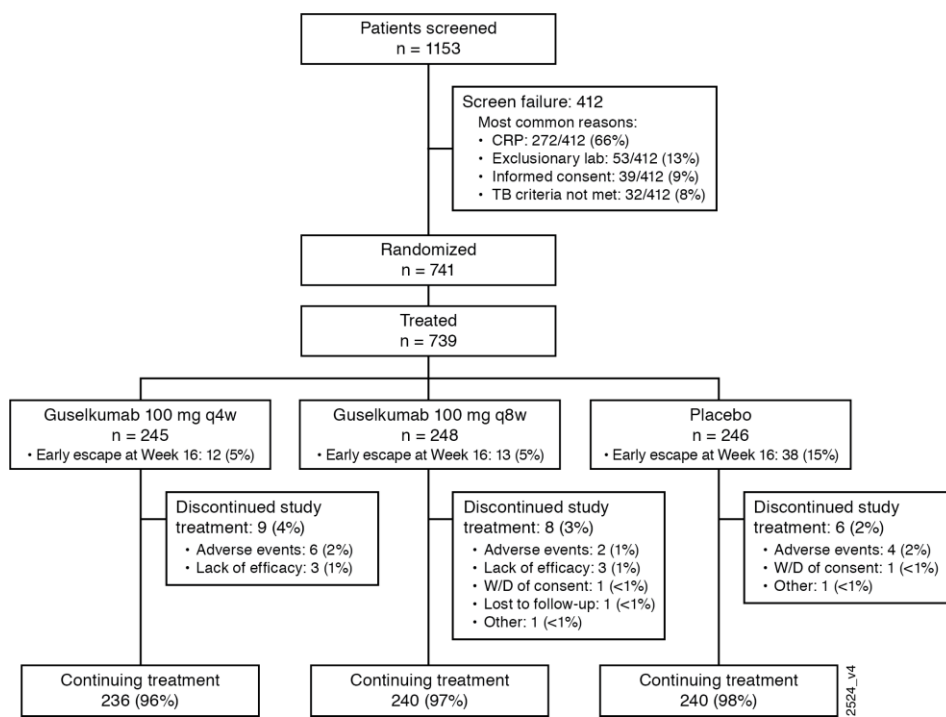 Patients screened
n = 1153
Screen failure: 412
Most common reasons:
• CRP: 272/412 (66%)
• Exclusionary lab: 53/412 (13%)
• Informed consent: 39/412 (9%)
• TB criteria not met: 32/412 (8%)
Randomized
n = 741
Treated
n = 739
Guselkumab 100 mg q4w
n = 245
• Early escape at Week 16: 12 (5%)
Guselkumab 100 mg q8w
n = 248
• Early escape at Week 16: 13 (5%)
Placebo
n = 246
• Early escape at Week 16: 38 (15%)
Discontinued study
treatment: 9 (4%)
• Adverse events: 6 (2%)
• Lack of efficacy: 3 (1%)
Discontinued study
treatment: 8 (3%)
• Adverse events: 2 (1%)
• Lack of efficacy: 3 (1%)
• W/D of consent: 1 (<1%)
• Lost to follow-up: 1 (<1%)
• Other: 1 (<1%)
Discontinued study
treatment: 6 (2%)
• Adverse events: 4 (2%)
• W/D of consent: 1 (<1%)
• Other: 1 (<1%)
Continuing treatment
236 (96%)
Continuing treatment
240 (97%)
Continuing treatment
240 (98%)
2524_v4